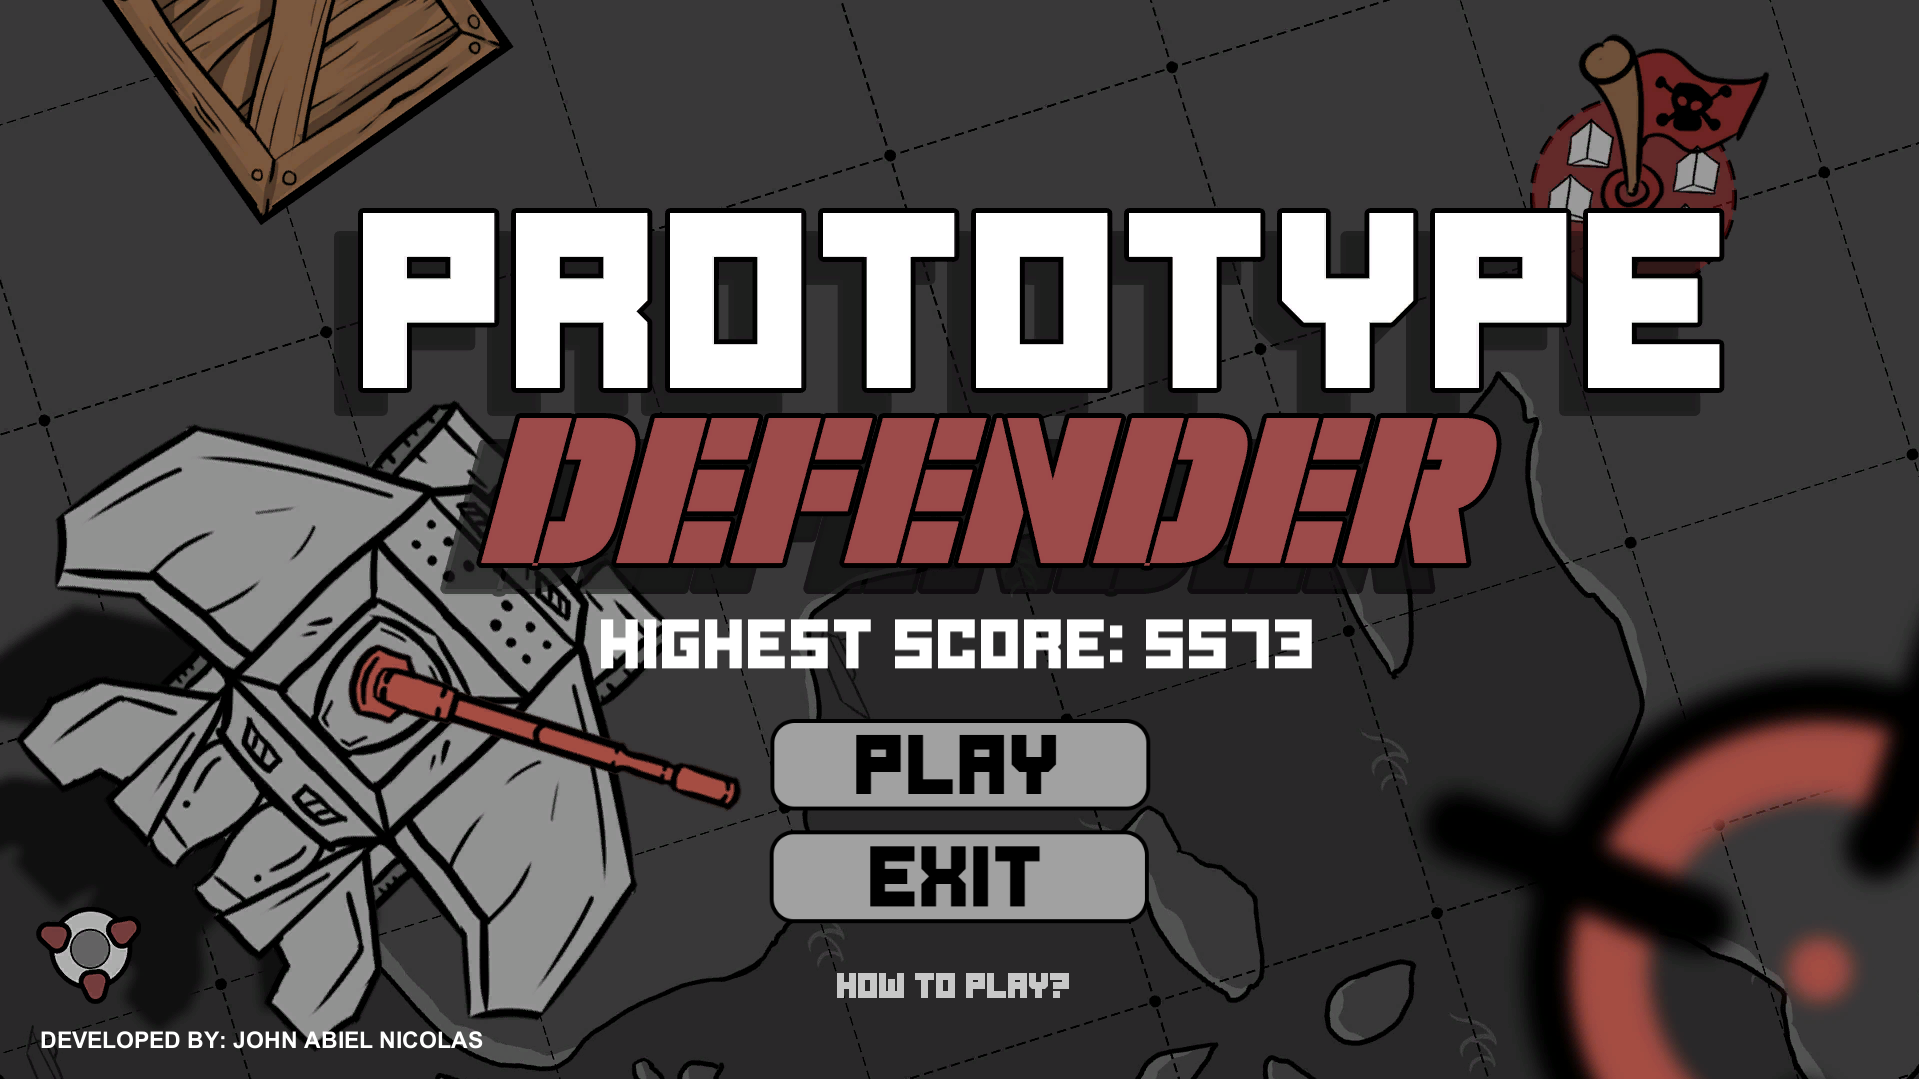 PROTOTYPE
DEFENDER
HIGHEST SCORE: 5573
PLAY
EXIT
HOW TO PLAY?
DEVELOPED BY: JOHN ABIEL NICOLAS